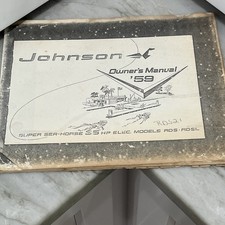 Johnson
Owner's Manual
'59
SUPER SEA-HORSE 35 HP ELEC. MODELS RDS-RDSL